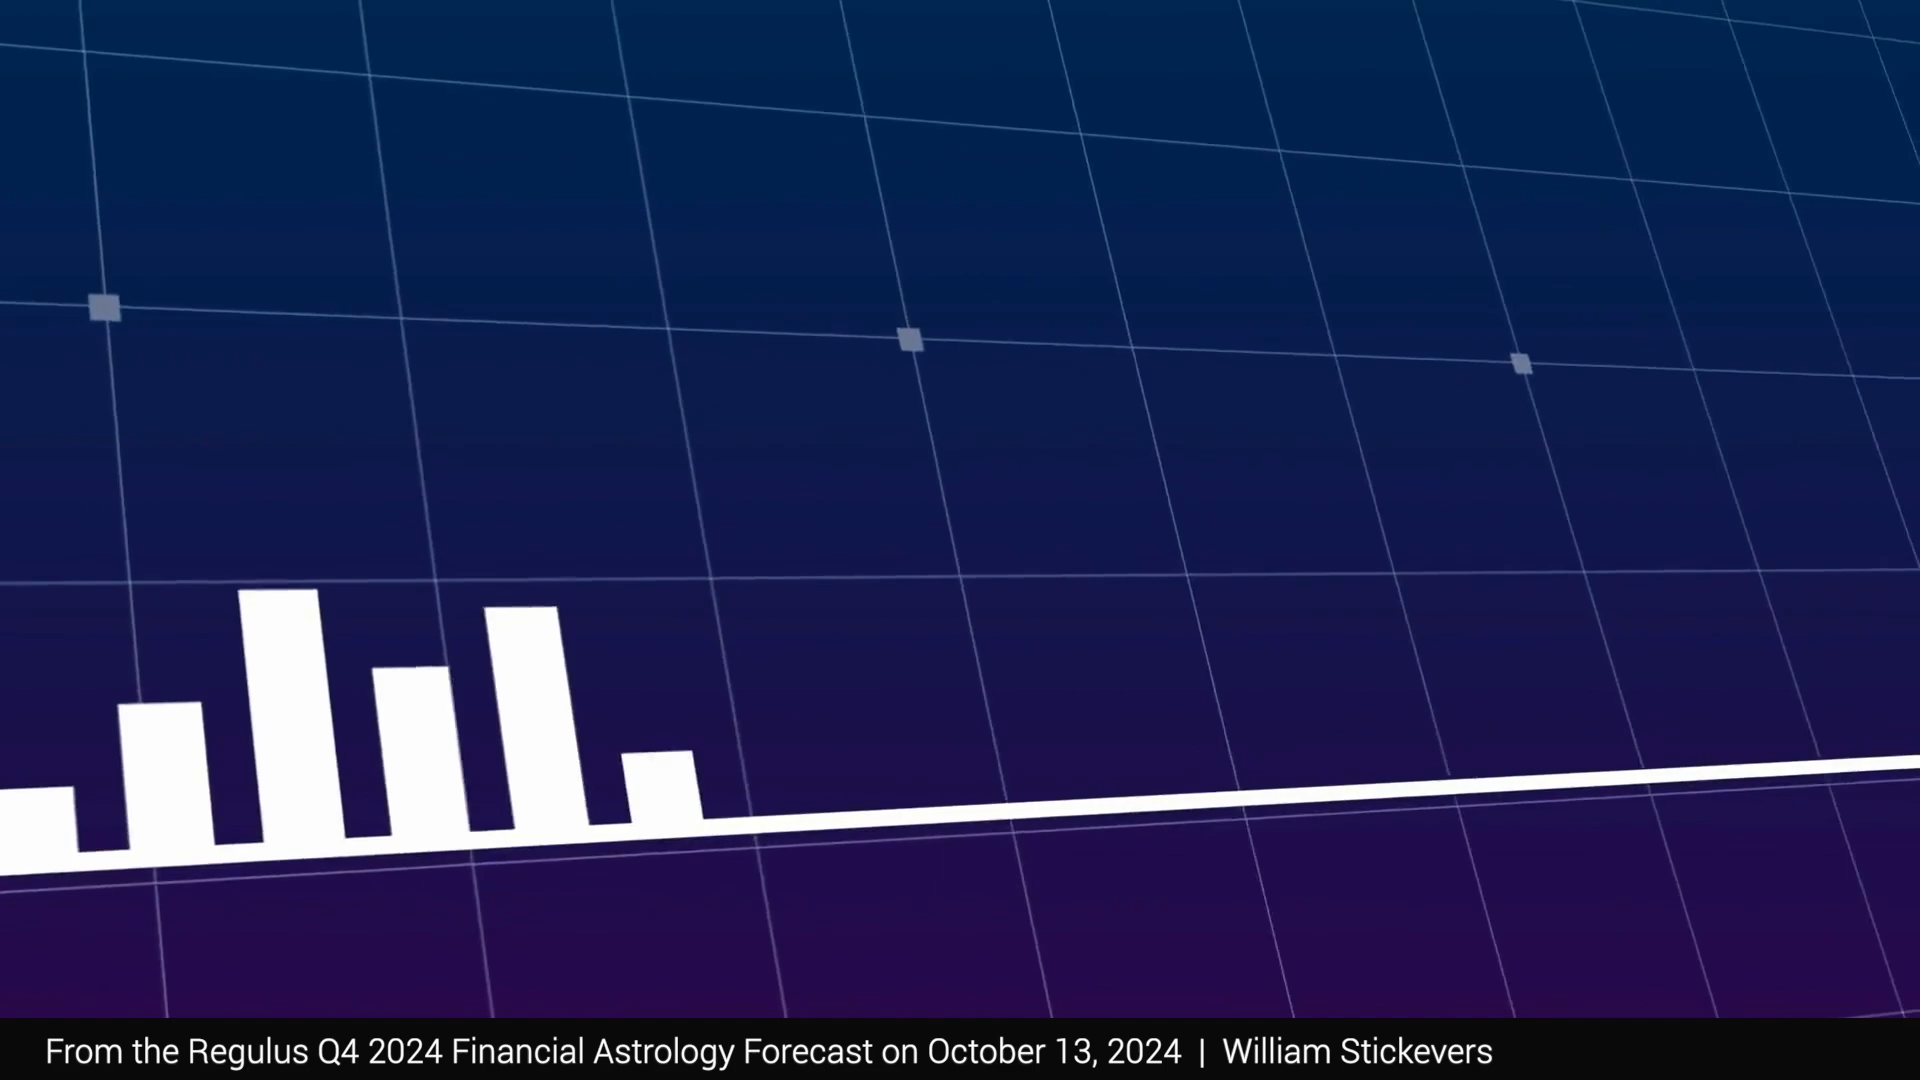 From the Regulus Q4 2024 Financial Astrology Forecast on October 13, 2024 | William Stickevers